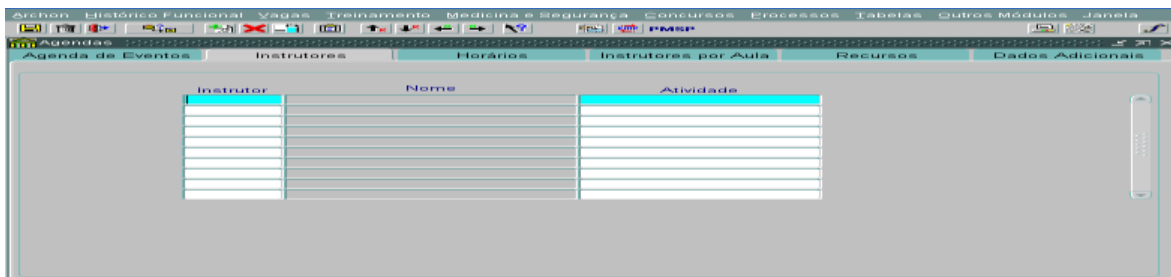 Archon Histórico Funcional Vagas Treinamento Medicina e Segurança Concursos Processos Tabelas Outros Módulos Janela
PMSP
Agendas
Agenda de Eventos Instrutores Horários Instrutores por Aula Recursos Dados Adicionais
Instrutor Nome Atividade